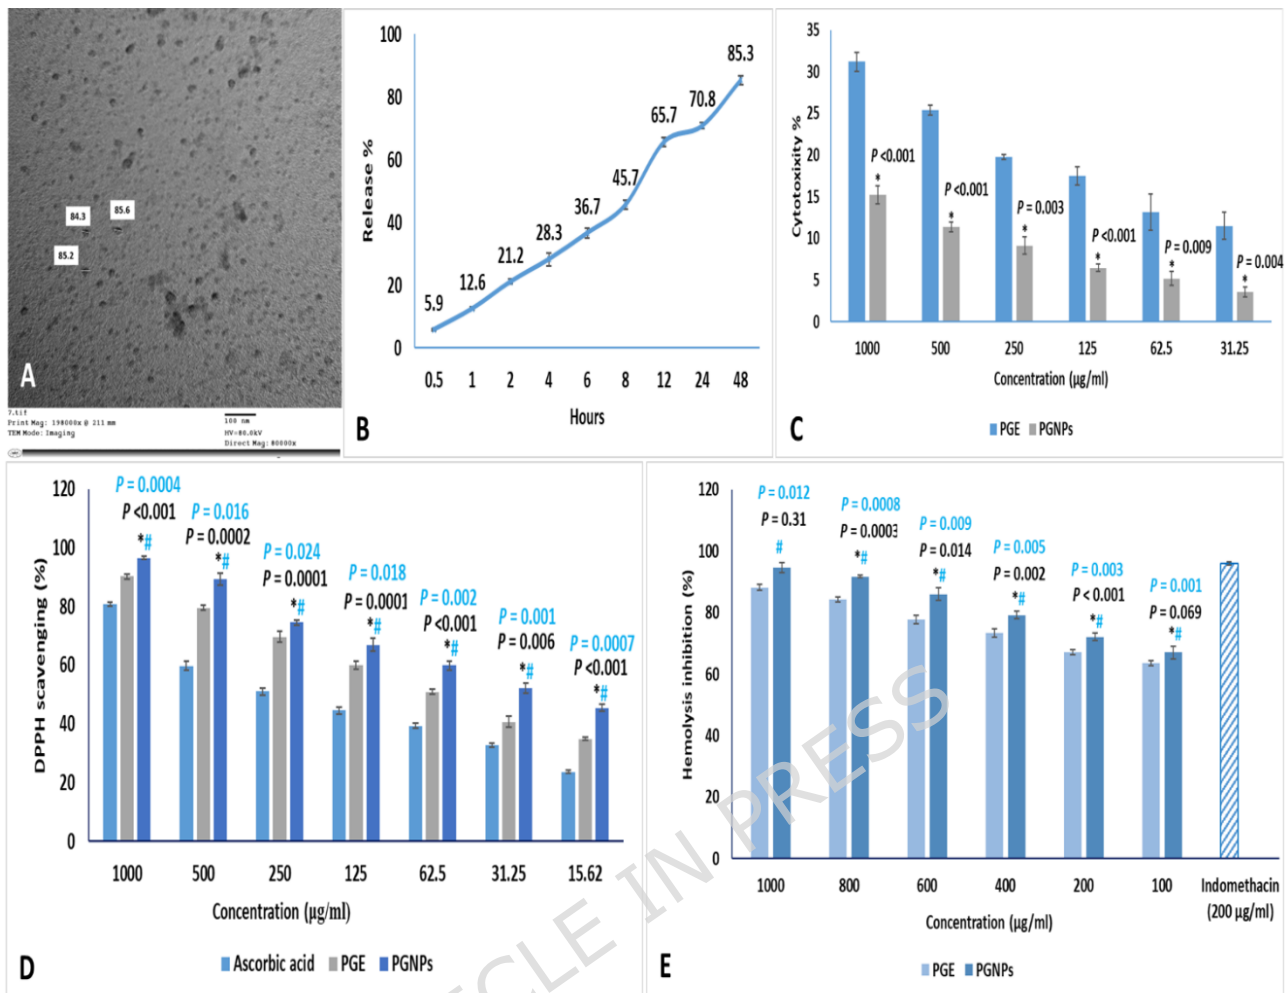 84.3
85.6
85.2
A
7.tif
Print Mag: 198000x @ 211 mm
TEM Mode: Imaging
100 nm
HV=80.0kV
Direct Mag: 80000x
100
80
60
40
20
0
Release %
5.9
12.6
21.2
28.3
36.7
45.7
65.7
70.8
85.3
0.5 1 2 4 6 8 12 24 48
Hours
B
35
30
25
20
15
10
5
0
Cytotoxixity %
P <0.001
*
P <0.001
*
P = 0.003
*
P <0.001
*
P = 0.009
*
P = 0.004
*
1000 500 250 125 62.5 31.25
Concentration (µg/ml)
PGE PGNPs
C
120
100
80
60
40
20
0
DPPH scavenging (%)
P = 0.0004
P <0.001
*#
P = 0.016
P = 0.0002
*#
P = 0.024
P = 0.0001
*#
P = 0.018
P = 0.0001
*#
P = 0.002
P <0.001
*#
P = 0.001
P = 0.006
*#
P = 0.0007
P <0.001
*#
1000 500 250 125 62.5 31.25 15.62
Concentration (µg/ml)
Ascorbic acid PGE PGNPs
D
120
100
80
60
40
20
0
Hemolysis inhibition (%)
P = 0.012
P = 0.31
#
P = 0.0008
P = 0.0003
*#
P = 0.009
P = 0.014
*#
P = 0.005
P = 0.002
*#
P = 0.003
P < 0.001
*#
P = 0.001
P = 0.069
*#
1000 800 600 400 200 100 Indomethacin
(200 µg/ml)
Concentration (µg/ml)
PGE PGNPs
E
CLE IN PRESS